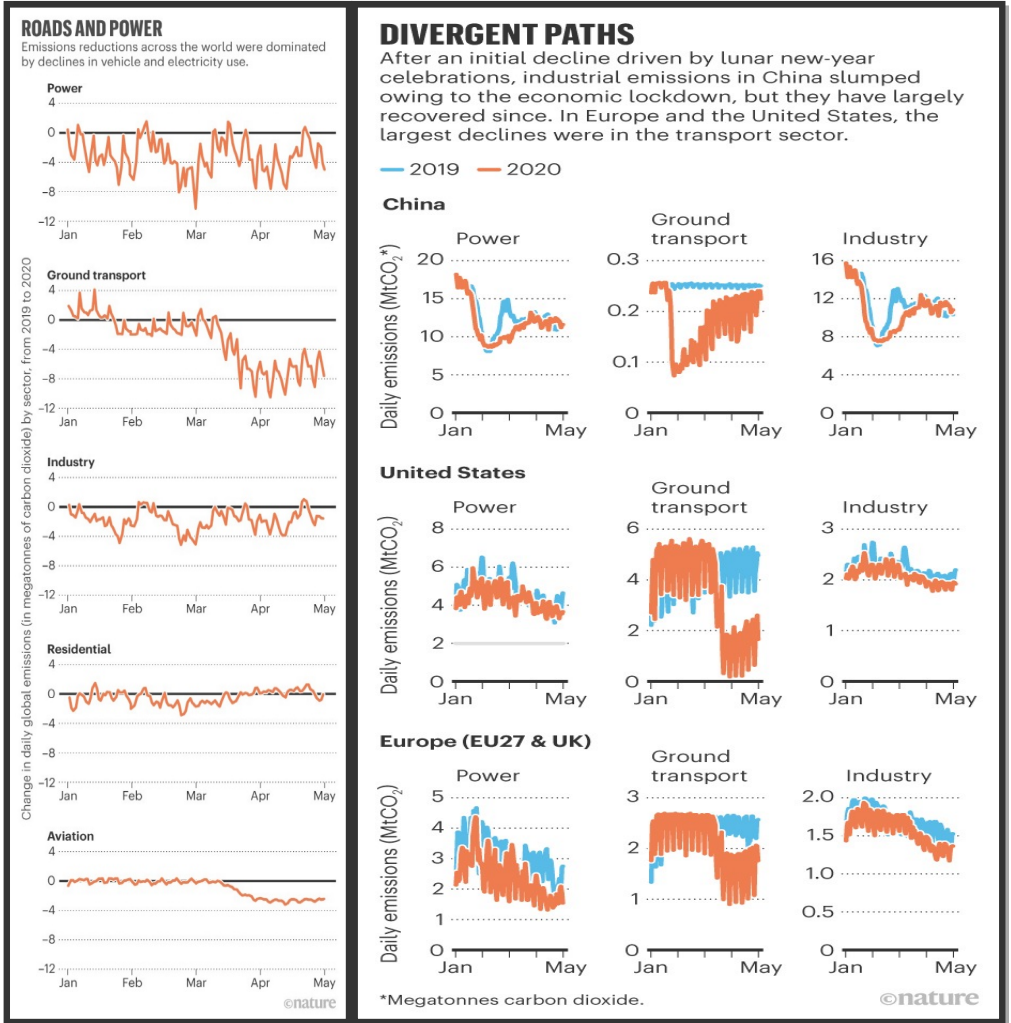 ROADS AND POWER
Emissions reductions across the world were dominated
by declines in vehicle and electricity use.
Change in daily global emissions (in megatonnes of carbon dioxide) by sector, from 2019 to 2020
Power
4
0
−4
−8
−12
Jan Feb Mar Apr May
Ground transport
4
0
−4
−8
−12
Jan Feb Mar Apr May
Industry
4
0
−4
−8
−12
Jan Feb Mar Apr May
Residential
4
0
−4
−8
−12
Jan Feb Mar Apr May
Aviation
4
0
−4
−8
−12
Jan Feb Mar Apr May
©nature
DIVERGENT PATHS
After an initial decline driven by lunar new-year
celebrations, industrial emissions in China slumped
owing to the economic lockdown, but they have largely
recovered since. In Europe and the United States, the
largest declines were in the transport sector.
2019 2020
China
Daily emissions (MtCO₂*)
Power
20
15
10
5
0
Jan May
Ground
transport
0.3
0.2
0.1
0
Jan May
Industry
16
12
8
4
0
Jan May
United States
Daily emissions (MtCO₂)
Power
8
6
4
2
0
Jan May
Ground
transport
6
4
2
0
Jan May
Industry
3
2
1
0
Jan May
Europe (EU27 & UK)
Daily emissions (MtCO₂)
Power
5
4
3
2
1
0
Jan May
Ground
transport
3
2
1
0
Jan May
Industry
2.0
1.5
1.0
0.5
0
Jan May
*Megatonnes carbon dioxide.
©nature